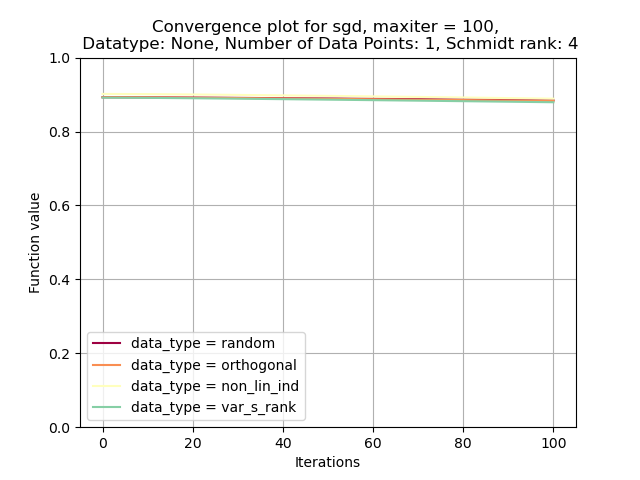 Convergence plot for sgd, maxiter = 100,
Datatype: None, Number of Data Points: 1, Schmidt rank: 4
1.0
0.8
0.6
0.4
0.2
0.0
Function value
data_type = random
data_type = orthogonal
data_type = non_lin_ind
data_type = var_s_rank
0 20 40 60 80 100
Iterations